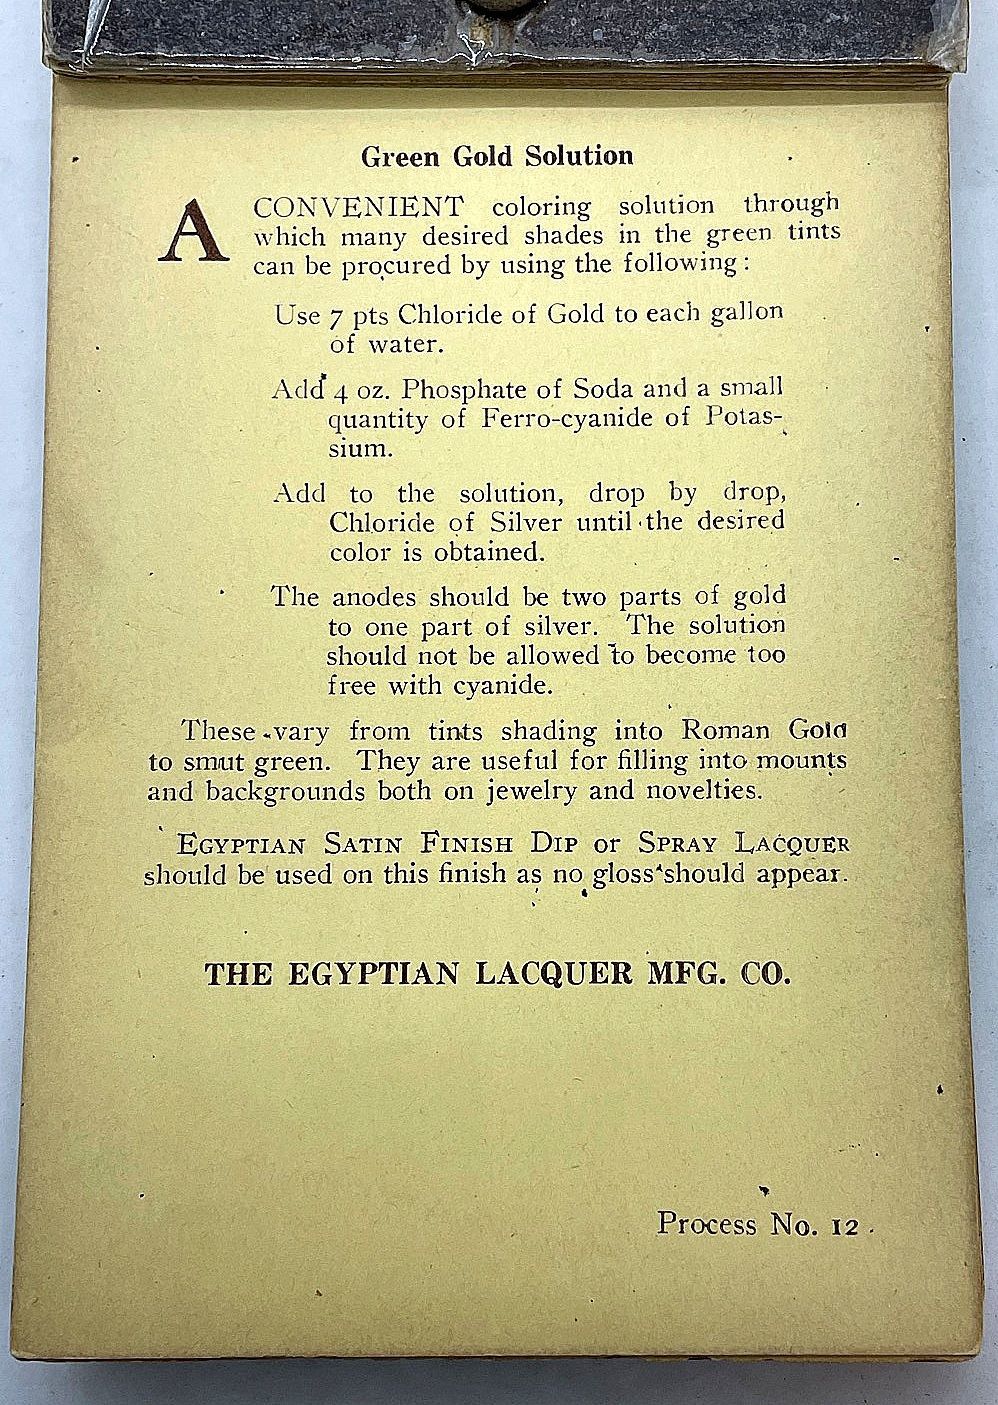 Green Gold Solution
A CONVENIENT coloring solution through
which many desired shades in the green tints
can be procured by using the following:
Use 7 pts Chloride of Gold to each gallon
of water.
Add 4 oz. Phosphate of Soda and a small
quantity of Ferro-cyanide of Potas-
sium.
Add to the solution, drop by drop,
Chloride of Silver until the desired
color is obtained.
The anodes should be two parts of gold
to one part of silver. The solution
should not be allowed to become too
free with cyanide.
These vary from tints shading into Roman Gold
to smut green. They are useful for filling into mounts
and backgrounds both on jewelry and novelties.
EGYPTIAN SATIN FINISH DIP or SPRAY LACQUER
should be used on this finish as no gloss should appear.
THE EGYPTIAN LACQUER MFG. CO.
Process No. 12